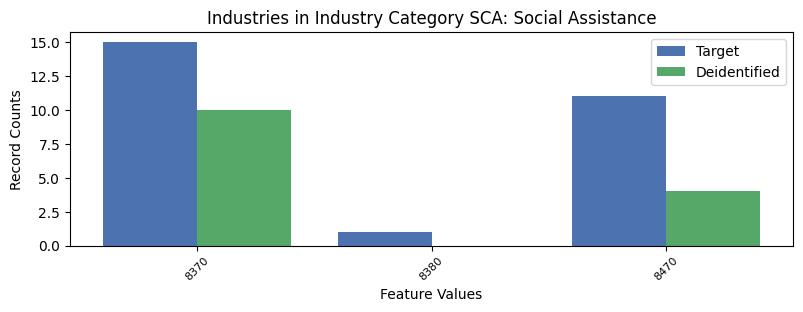 Industries in Industry Category SCA: Social Assistance
Target
Deidentified
Record Counts
15.0
12.5
10.0
7.5
5.0
2.5
0.0
8370
8380
8470
Feature Values